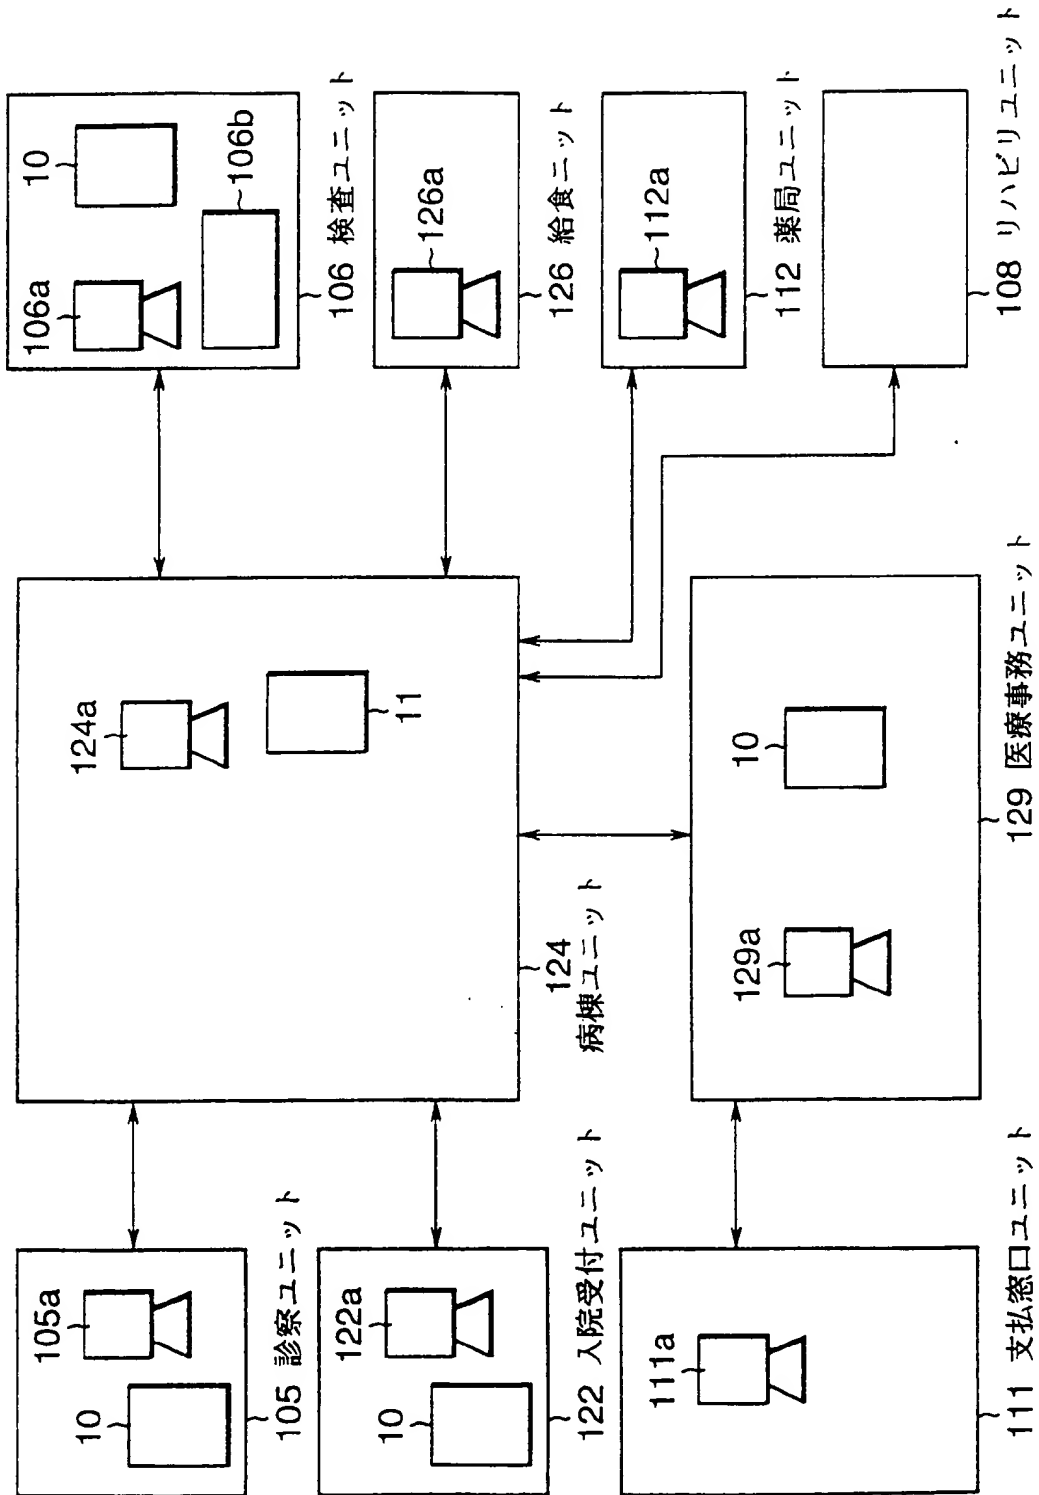 10
105a
105 診察ユニット
10
122a
122 入院受付ユニット
111a
111 支払窓口ユニット
124a
11
124
病棟ユニット
129a
10
129 医療事務ユニット
106a
10
106b
106 検査ユニット
126a
126 給食ニット
112a
112 薬局ユニット
108 リハビリユニット